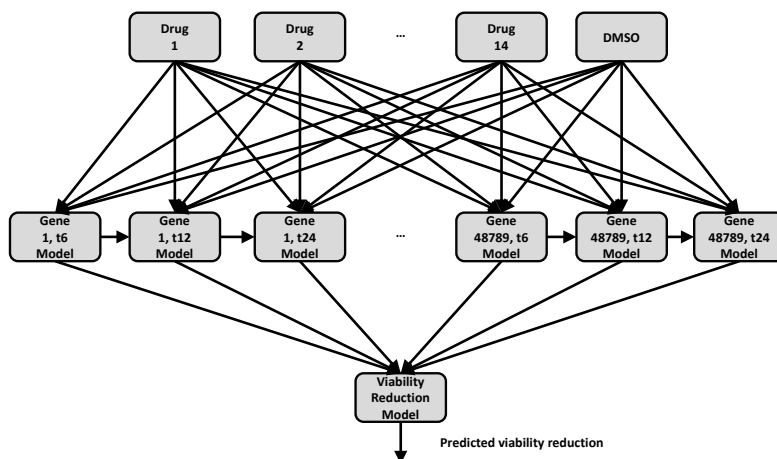 Drug
1
Drug
2
...
Drug
14
DMSO
Gene
1, t6
Model
Gene
1, t12
Model
Gene
1, t24
Model
...
Gene
48789, t6
Model
Gene
48789, t12
Model
Gene
48789, t24
Model
Viability
Reduction
Model
Predicted viability reduction